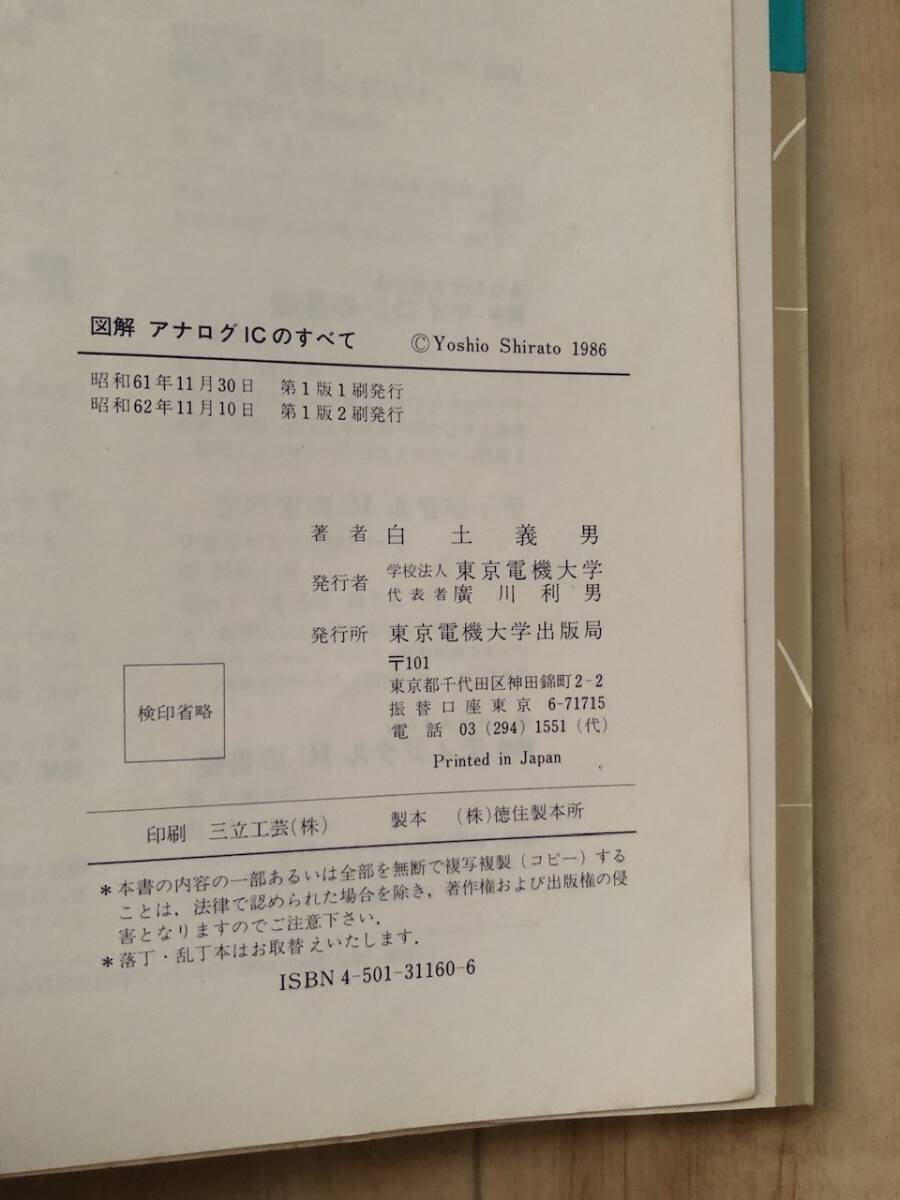 図解 アナログICのすべて ©Yoshio Shirato 1986
昭和61年11月30日 第1版1刷発行
昭和62年11月10日 第1版2刷発行
著者 白土義男
発行者 学校法人 東京電機大学
代表者 廣川利男
発行所 東京電機大学出版局
〒101
東京都千代田区神田錦町2-2
振替口座東京 6-71715
電話 03(294)1551(代)
Printed in Japan
検印省略
印刷 三立工芸(株) 製本 (株)徳住製本所
*本書の内容の一部あるいは全部を無断で複写複製(コピー)する
ことは,法律で認められた場合を除き,著作権および出版権の侵
害となりますのでご注意下さい.
*落丁・乱丁本はお取替えいたします.
ISBN4-501-31160-6